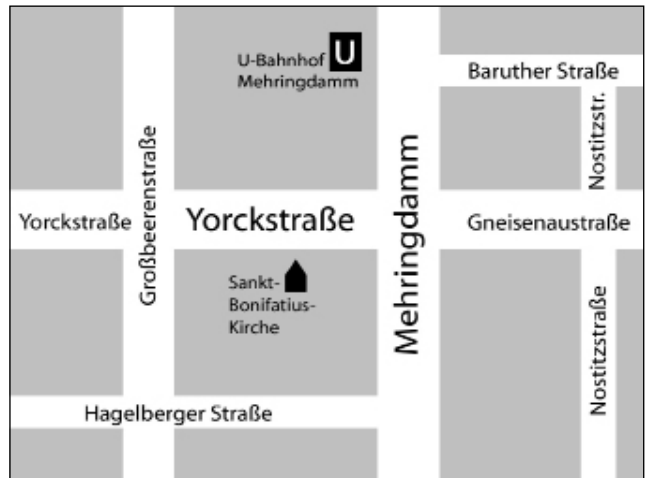 U-Bahnhof U
Mehringdamm
Baruther Straße
Nostitzstr.
Großbeerenstraße
Mehringdamm
Yorckstraße
Yorckstraße
Gneisenaustraße
Sankt-
Bonifatius-
Kirche
Nostitzstraße
Hagelberger Straße